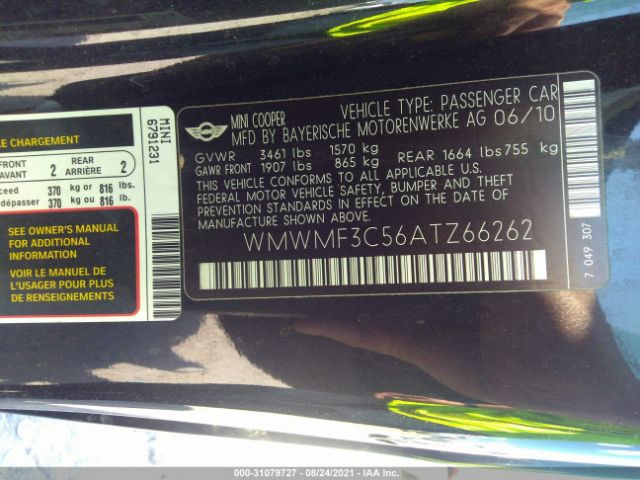 E CHARGEMENT
FRONT
AVANT 2
REAR
ARRIÈRE 2
ceed 370 kg or 816 lbs.
dépasser 370 kg ou 816 lb.
SEE OWNER'S MANUAL
FOR ADDITIONAL
INFORMATION
VOIR LE MANUEL DE
L'USAGER POUR PLUS
DE RENSEIGNEMENTS
MINI
6791231
MINI
MINI COOPER VEHICLE TYPE: PASSENGER CAR
MFD BY BAYERISCHE MOTORENWERKE AG 06/10
GVWR 3461 lbs 1570 kg
GAWR FRONT 1907 lbs 865 kg REAR 1664 lbs 755 kg
THIS VEHICLE CONFORMS TO ALL APPLICABLE U.S.
FEDERAL MOTOR VEHICLE SAFETY, BUMPER AND THEFT
PREVENTION STANDARDS IN EFFECT ON THE DATE OF
MANUFACTURE SHOWN ABOVE.
WMWMF3C56ATZ66262
7 049 307
000-31079727 - 08/24/2021 - IAA Inc.